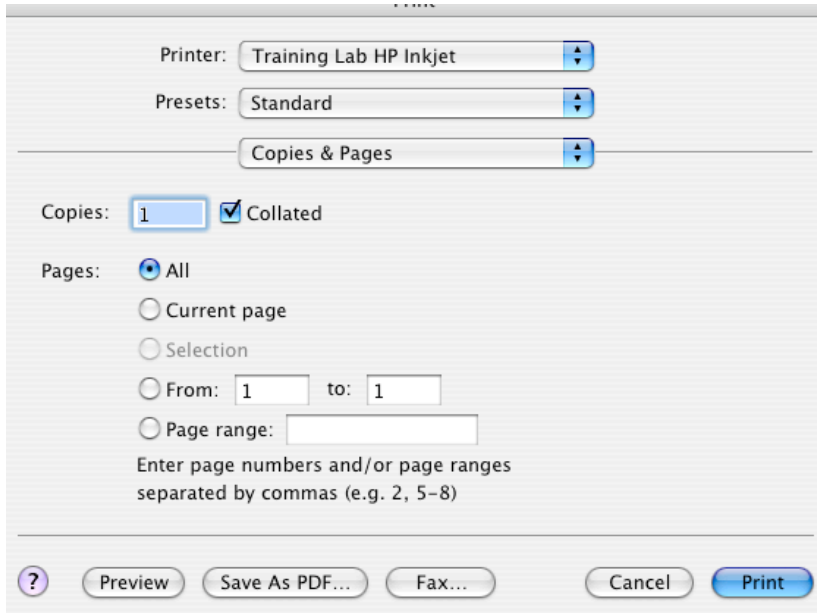 Print
Printer: Training Lab HP Inkjet
Presets: Standard
Copies & Pages
Copies: 1 Collated
Pages: All
Current page
Selection
From: 1 to: 1
Page range:
Enter page numbers and/or page ranges
separated by commas (e.g. 2, 5–8)
? Preview Save As PDF... Fax... Cancel Print